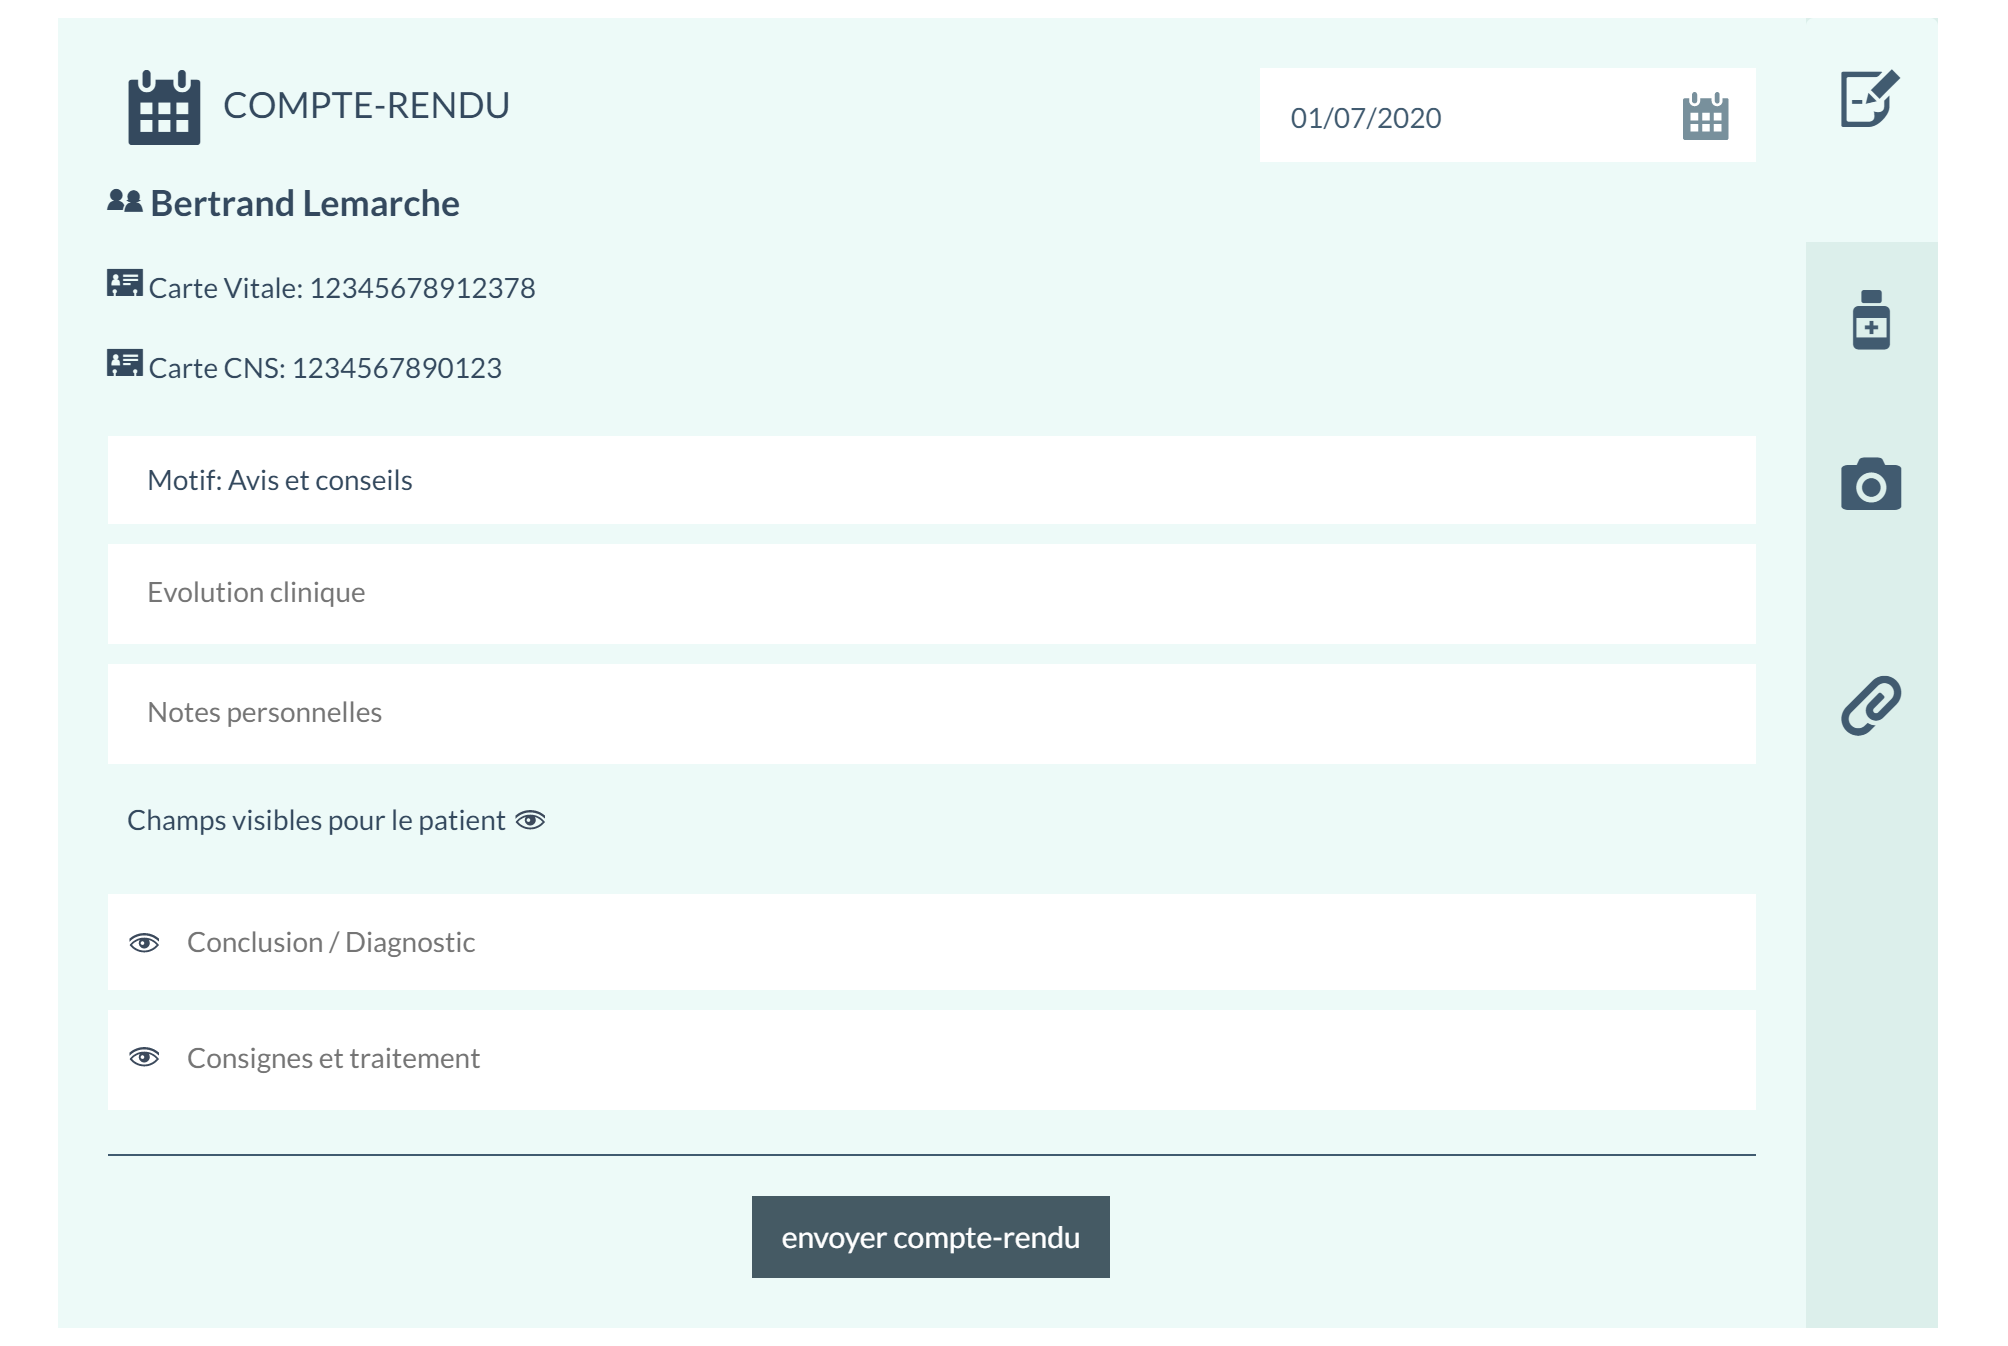 COMPTE-RENDU
01/07/2020
Bertrand Lemarche
Carte Vitale: 12345678912378
Carte CNS: 1234567890123
Motif: Avis et conseils
Evolution clinique
Notes personnelles
Champs visibles pour le patient
Conclusion / Diagnostic
Consignes et traitement
envoyer compte-rendu